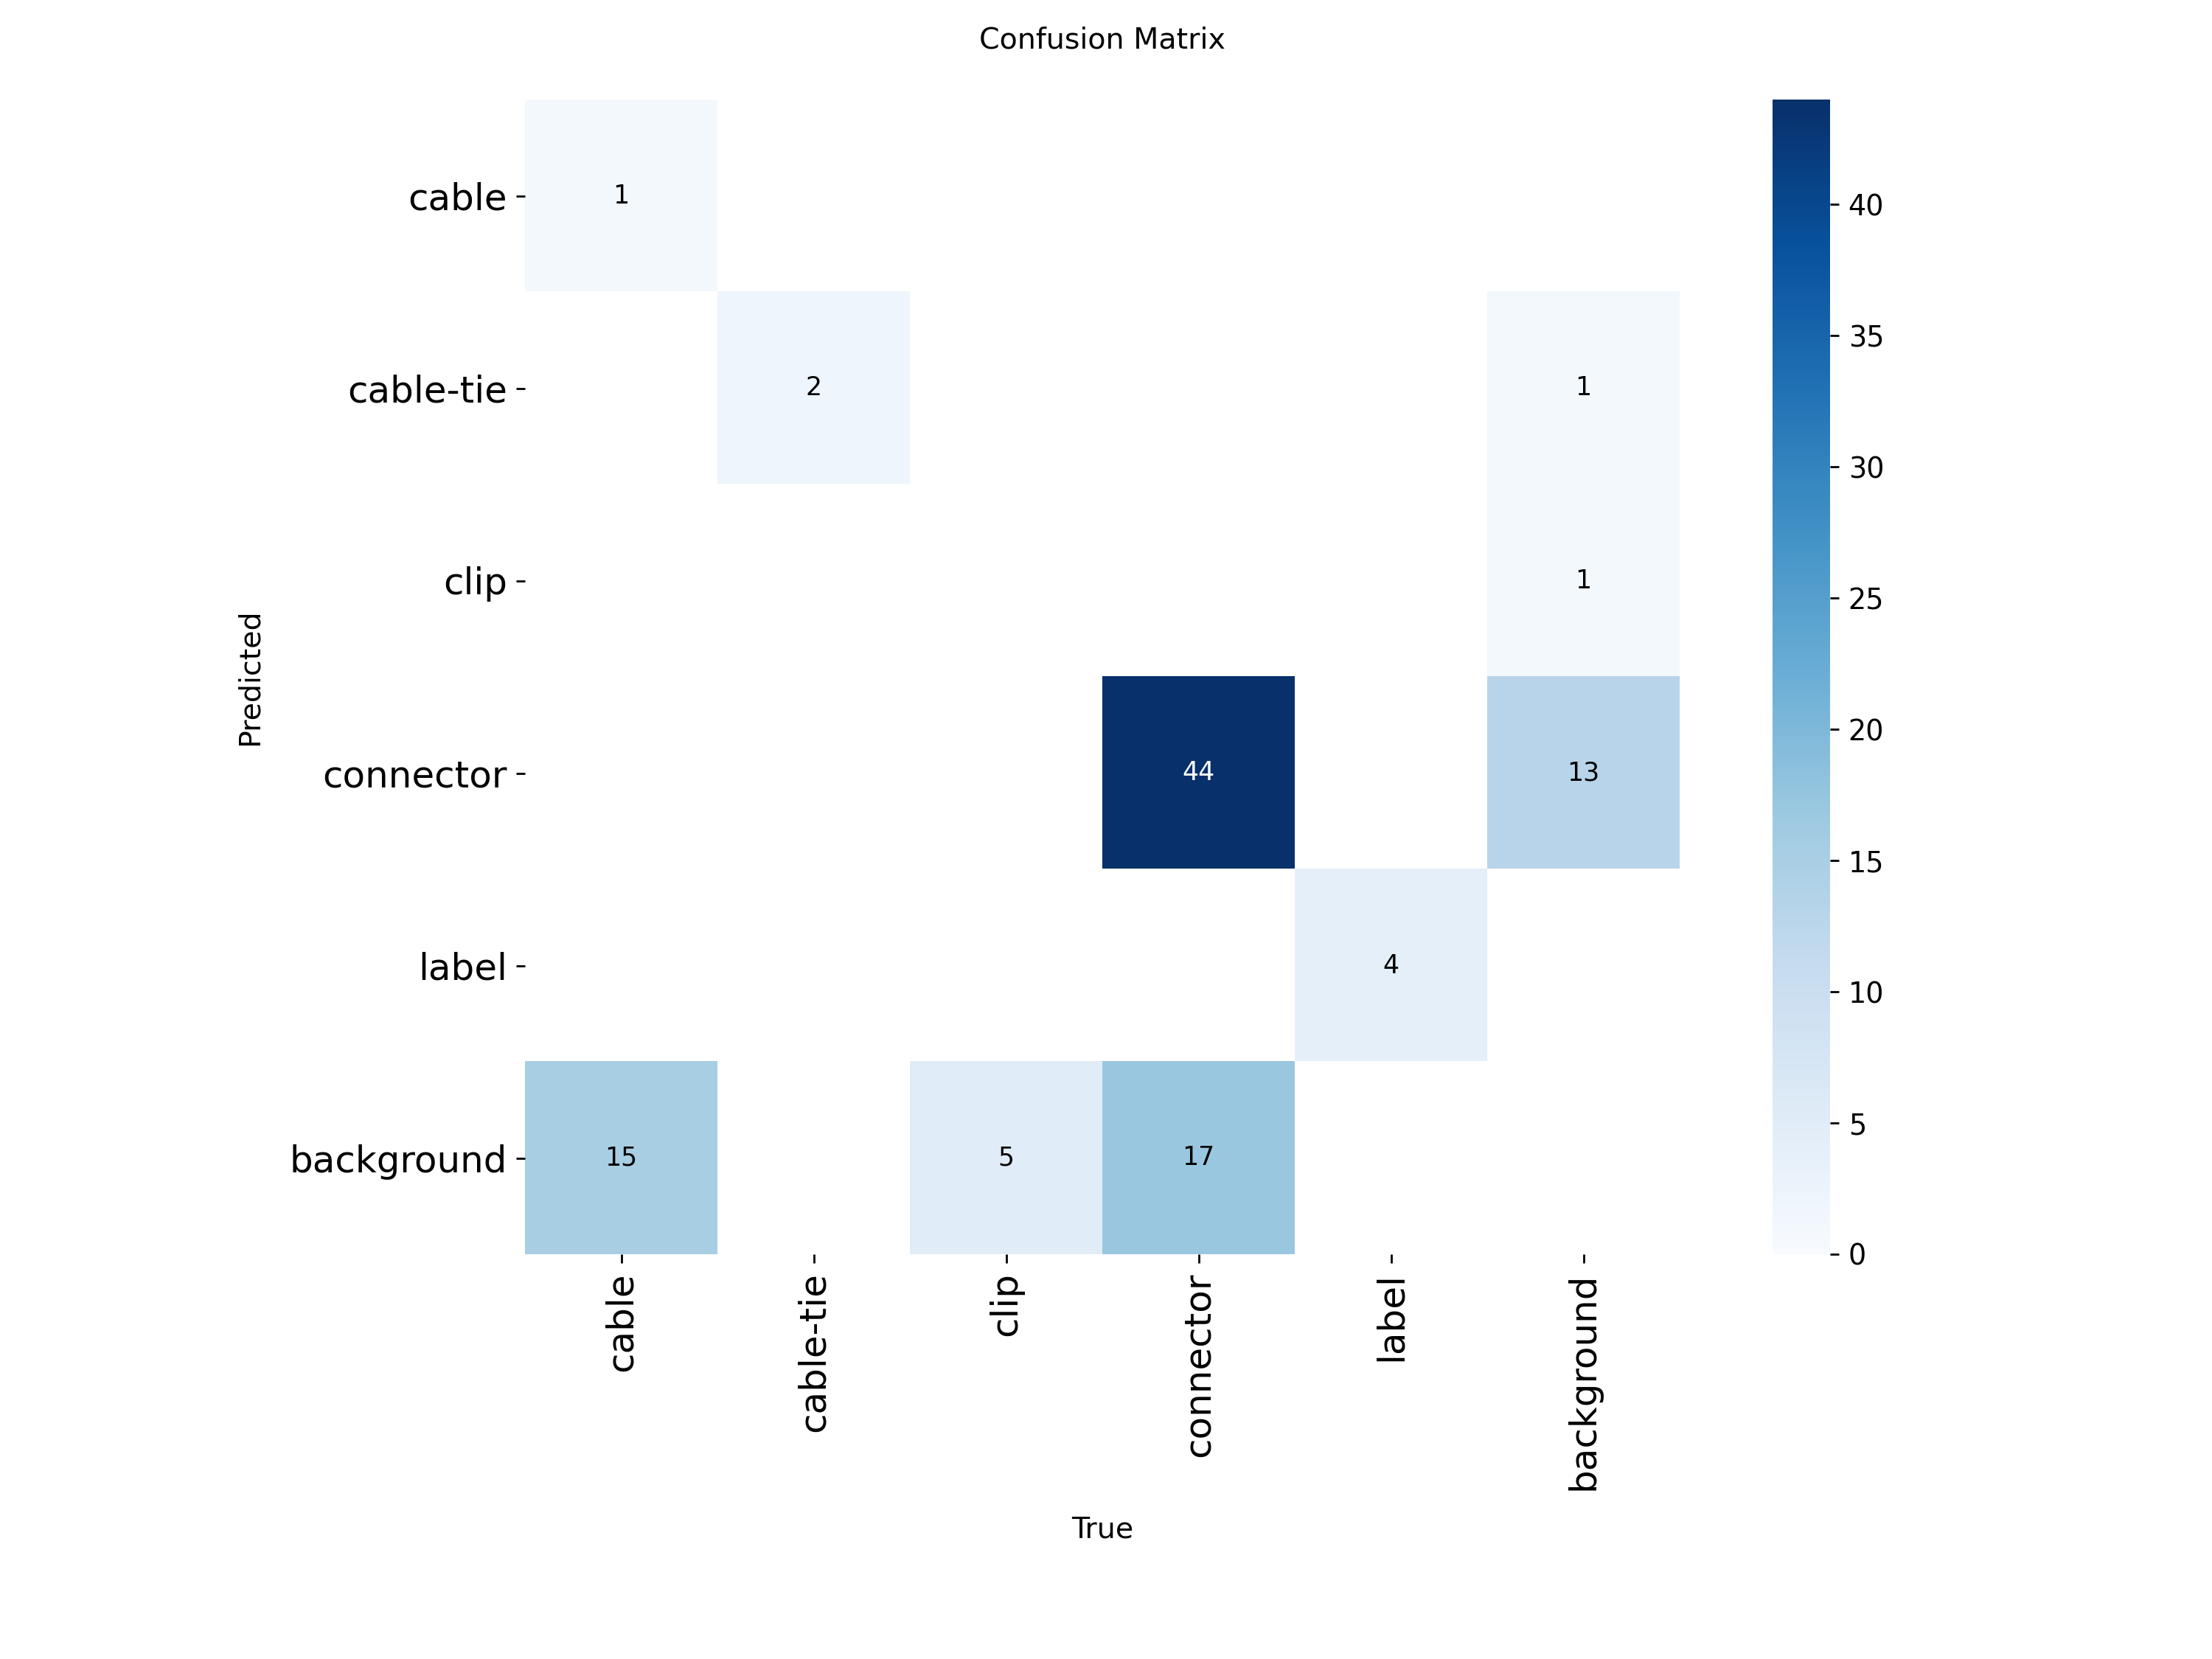 Confusion Matrix
cable
1
40
35
cable-tie
2
1
30
clip
1
25
Predicted
20
connector
44
13
15
label
4
10
5
background
15
5
17
0
cable
cable-tie
clip
connector
label
background
True